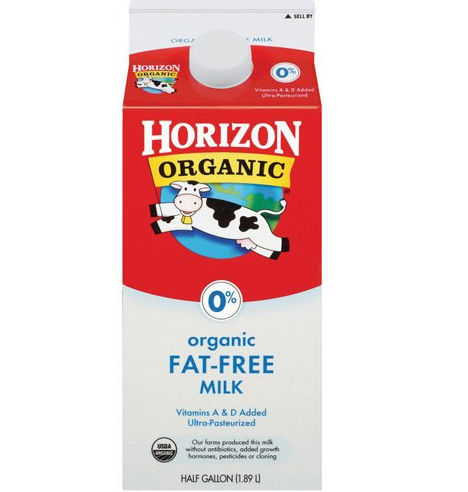 ▲ SELL BY
MILK
HORIZON
ORGANIC
0%
Vitamins A & D Added
Ultra-Pasteurized
HORIZON
ORGANIC®
0%
organic
FAT-FREE
MILK
Vitamins A & D Added
Ultra-Pasteurized
USDA
ORGANIC
Our farms produced this milk
without antibiotics, added growth
hormones, pesticides or cloning
HALF GALLON (1.89 L)